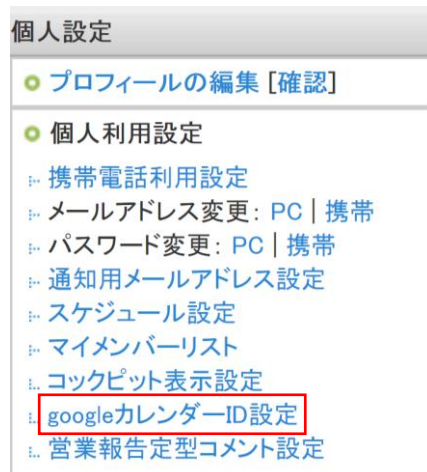 個人設定
プロフィールの編集 [確認]
個人利用設定
携帯電話利用設定
メールアドレス変更: PC | 携帯
パスワード変更: PC | 携帯
通知用メールアドレス設定
スケジュール設定
マイメンバーリスト
コックピット表示設定
googleカレンダーID設定
営業報告定型コメント設定